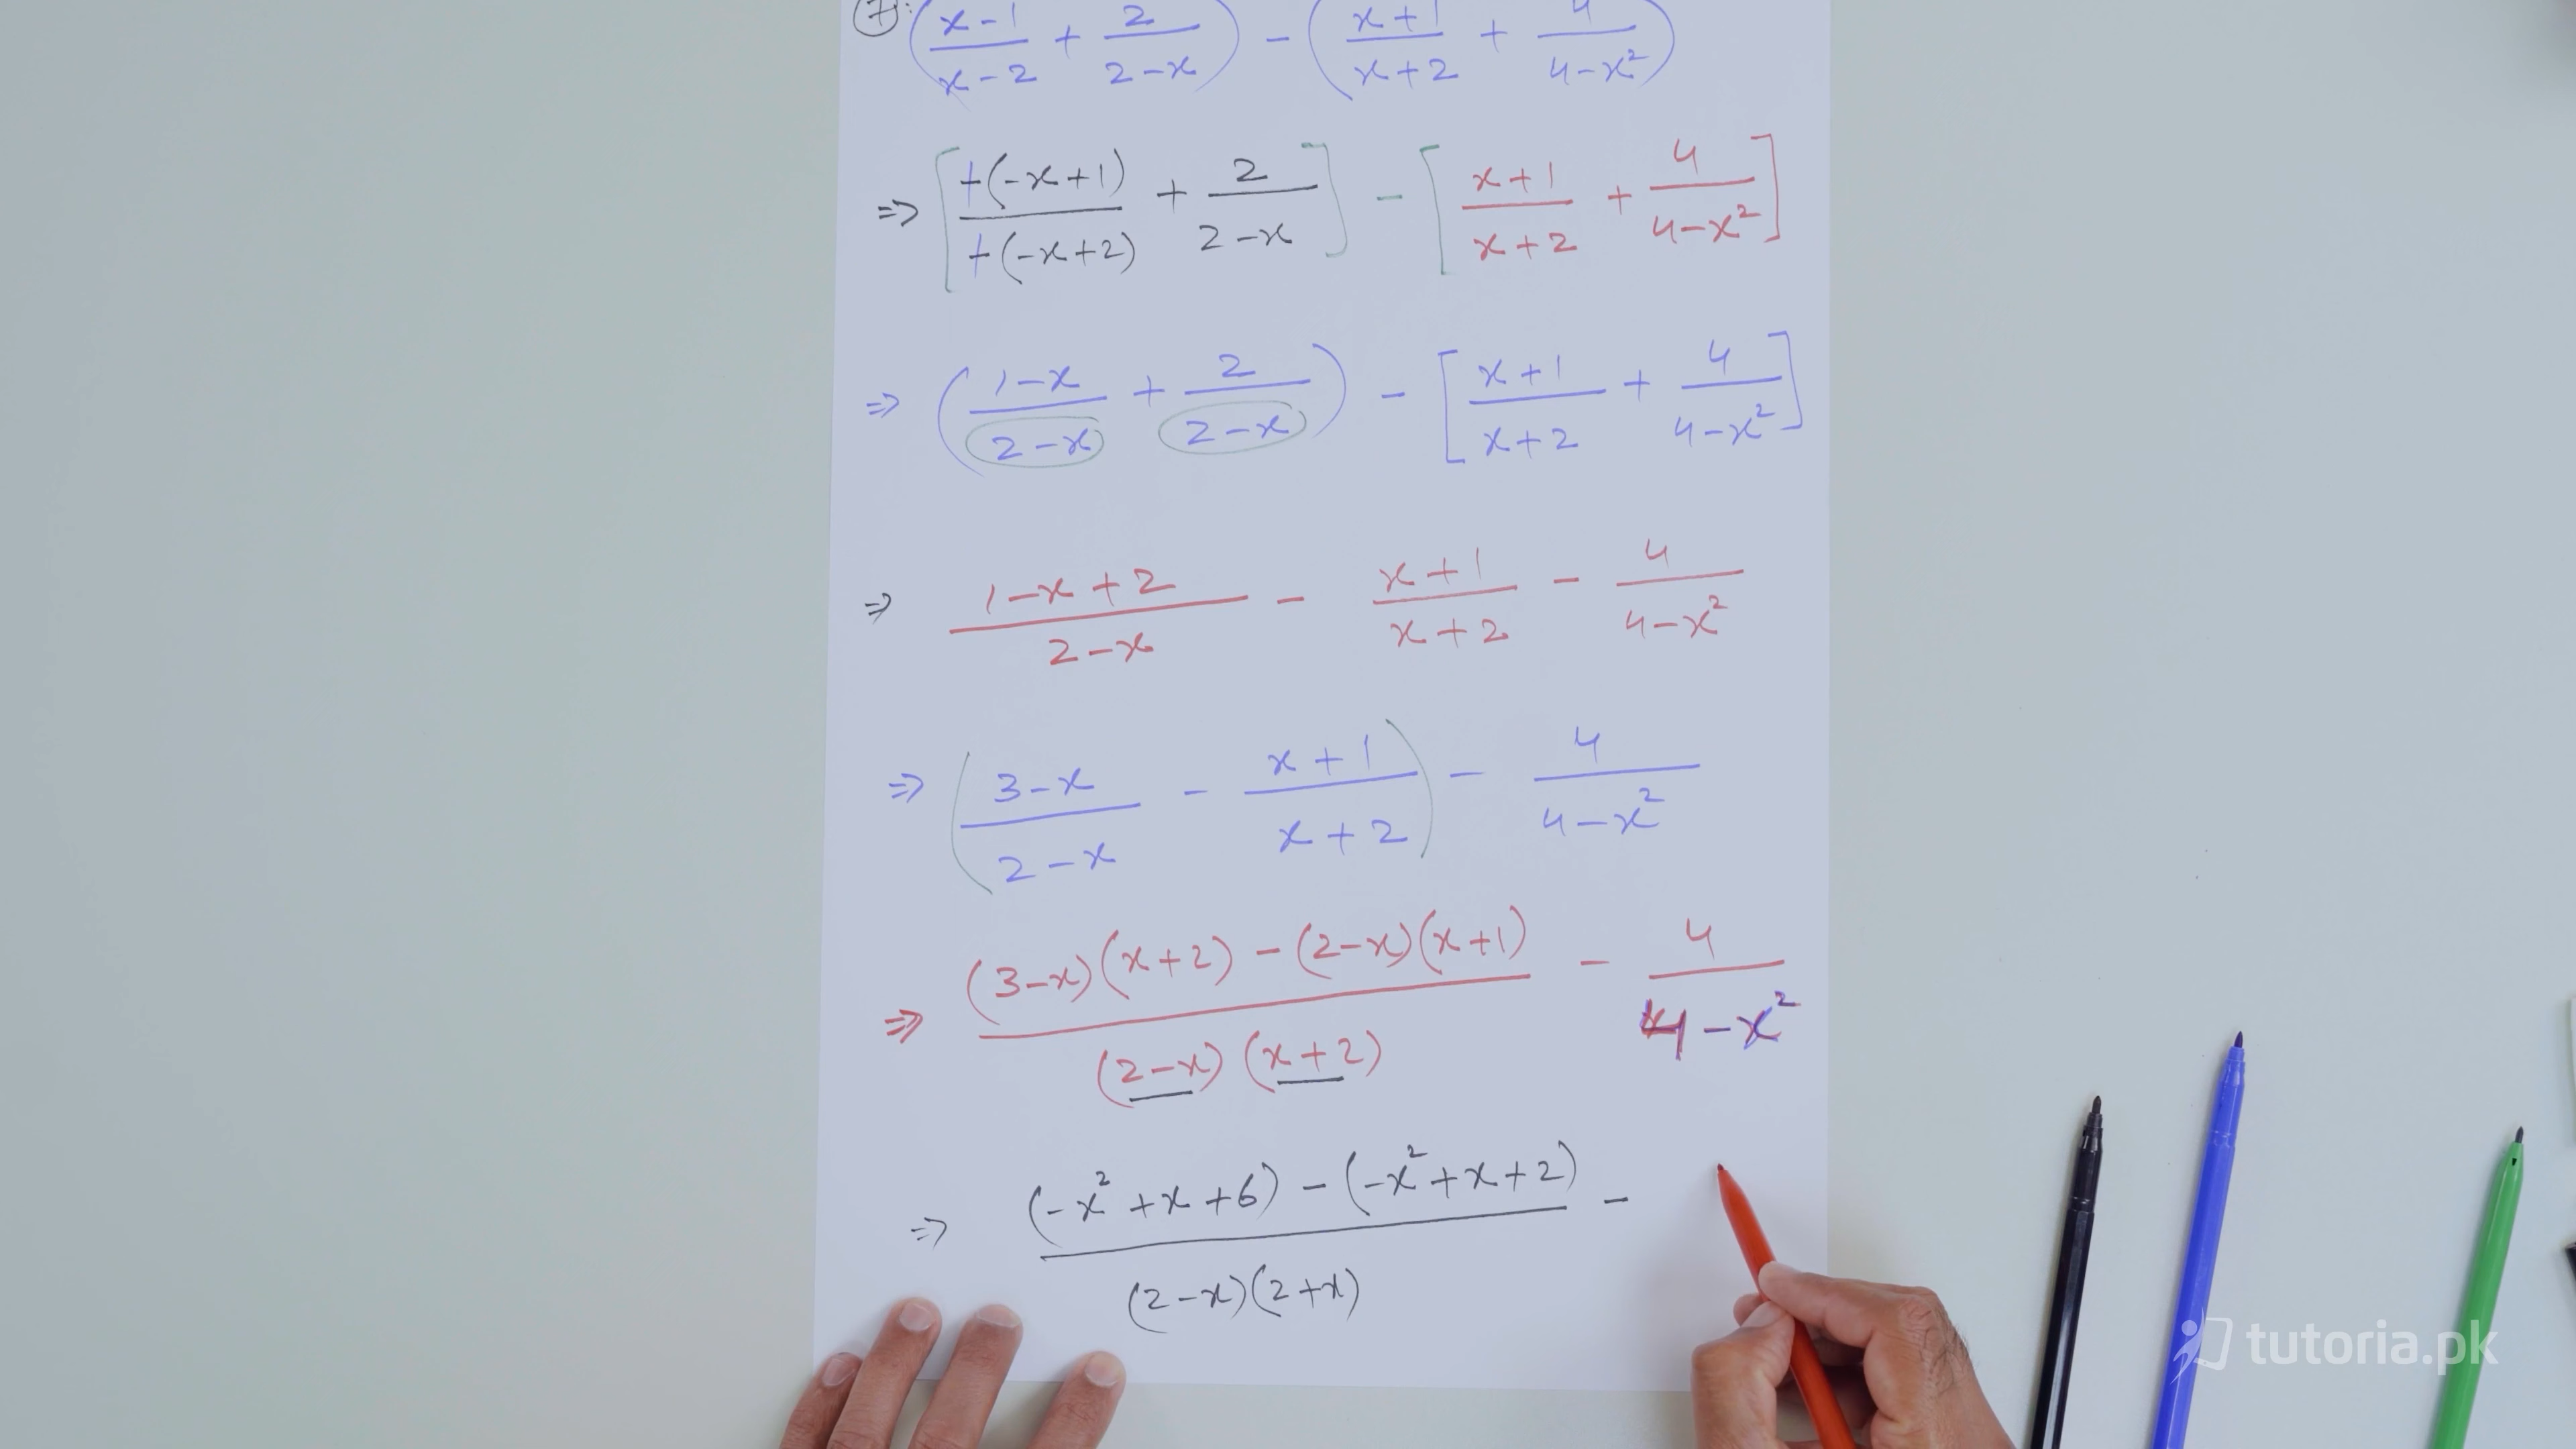 ⑦: ( x-1 / x-2 + 2 / 2-x ) - ( x+1 / x+2 + 4 / 4-x² )
⇒ [ +(-x+1) / +(-x+2) + 2 / 2-x ] - [ x+1 / x+2 + 4 / 4-x² ]
⇒ ( 1-x / 2-x + 2 / 2-x ) - [ x+1 / x+2 + 4 / 4-x² ]
⇒ 1-x+2 / 2-x - x+1 / x+2 - 4 / 4-x²
⇒ ( 3-x / 2-x - x+1 / x+2 ) - 4 / 4-x²
⇒ (3-x)(x+2) - (2-x)(x+1) / (2-x)(x+2) - 4 / 4-x²
⇒ (-x²+x+6) - (-x²+x+2) / (2-x)(2+x) -
tutoria.pk